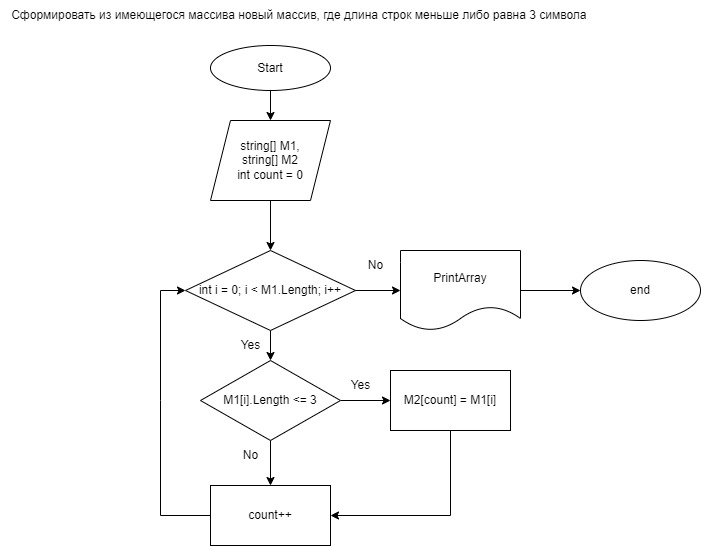 Сформировать из имеющегося массива новый массив, где длина строк меньше либо равна 3 символа
Start
string[] M1,
string[] M2
int count = 0
int i = 0; i < M1.Length; i++
No
PrintArray
end
Yes
M1[i].Length <= 3
Yes
M2[count] = M1[i]
No
count++